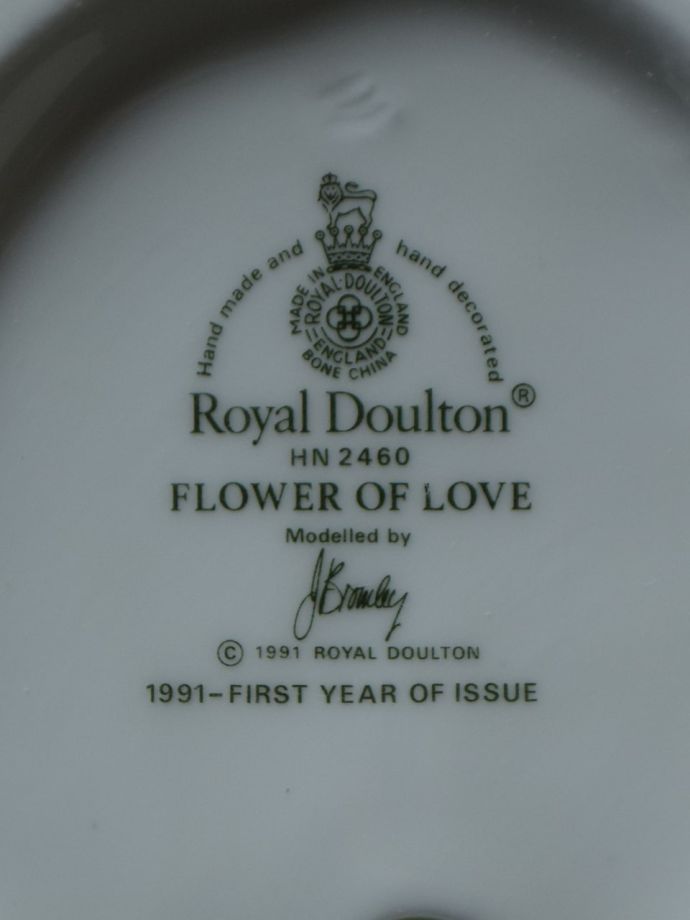 Hand made and hand decorated
MADE IN ENGLAND
ROYAL·DOULTON
ENGLAND
BONE CHINA
Royal Doulton®
HN 2460
FLOWER OF LOVE
Modelled by
J Bromley
© 1991 ROYAL DOULTON
1991–FIRST YEAR OF ISSUE